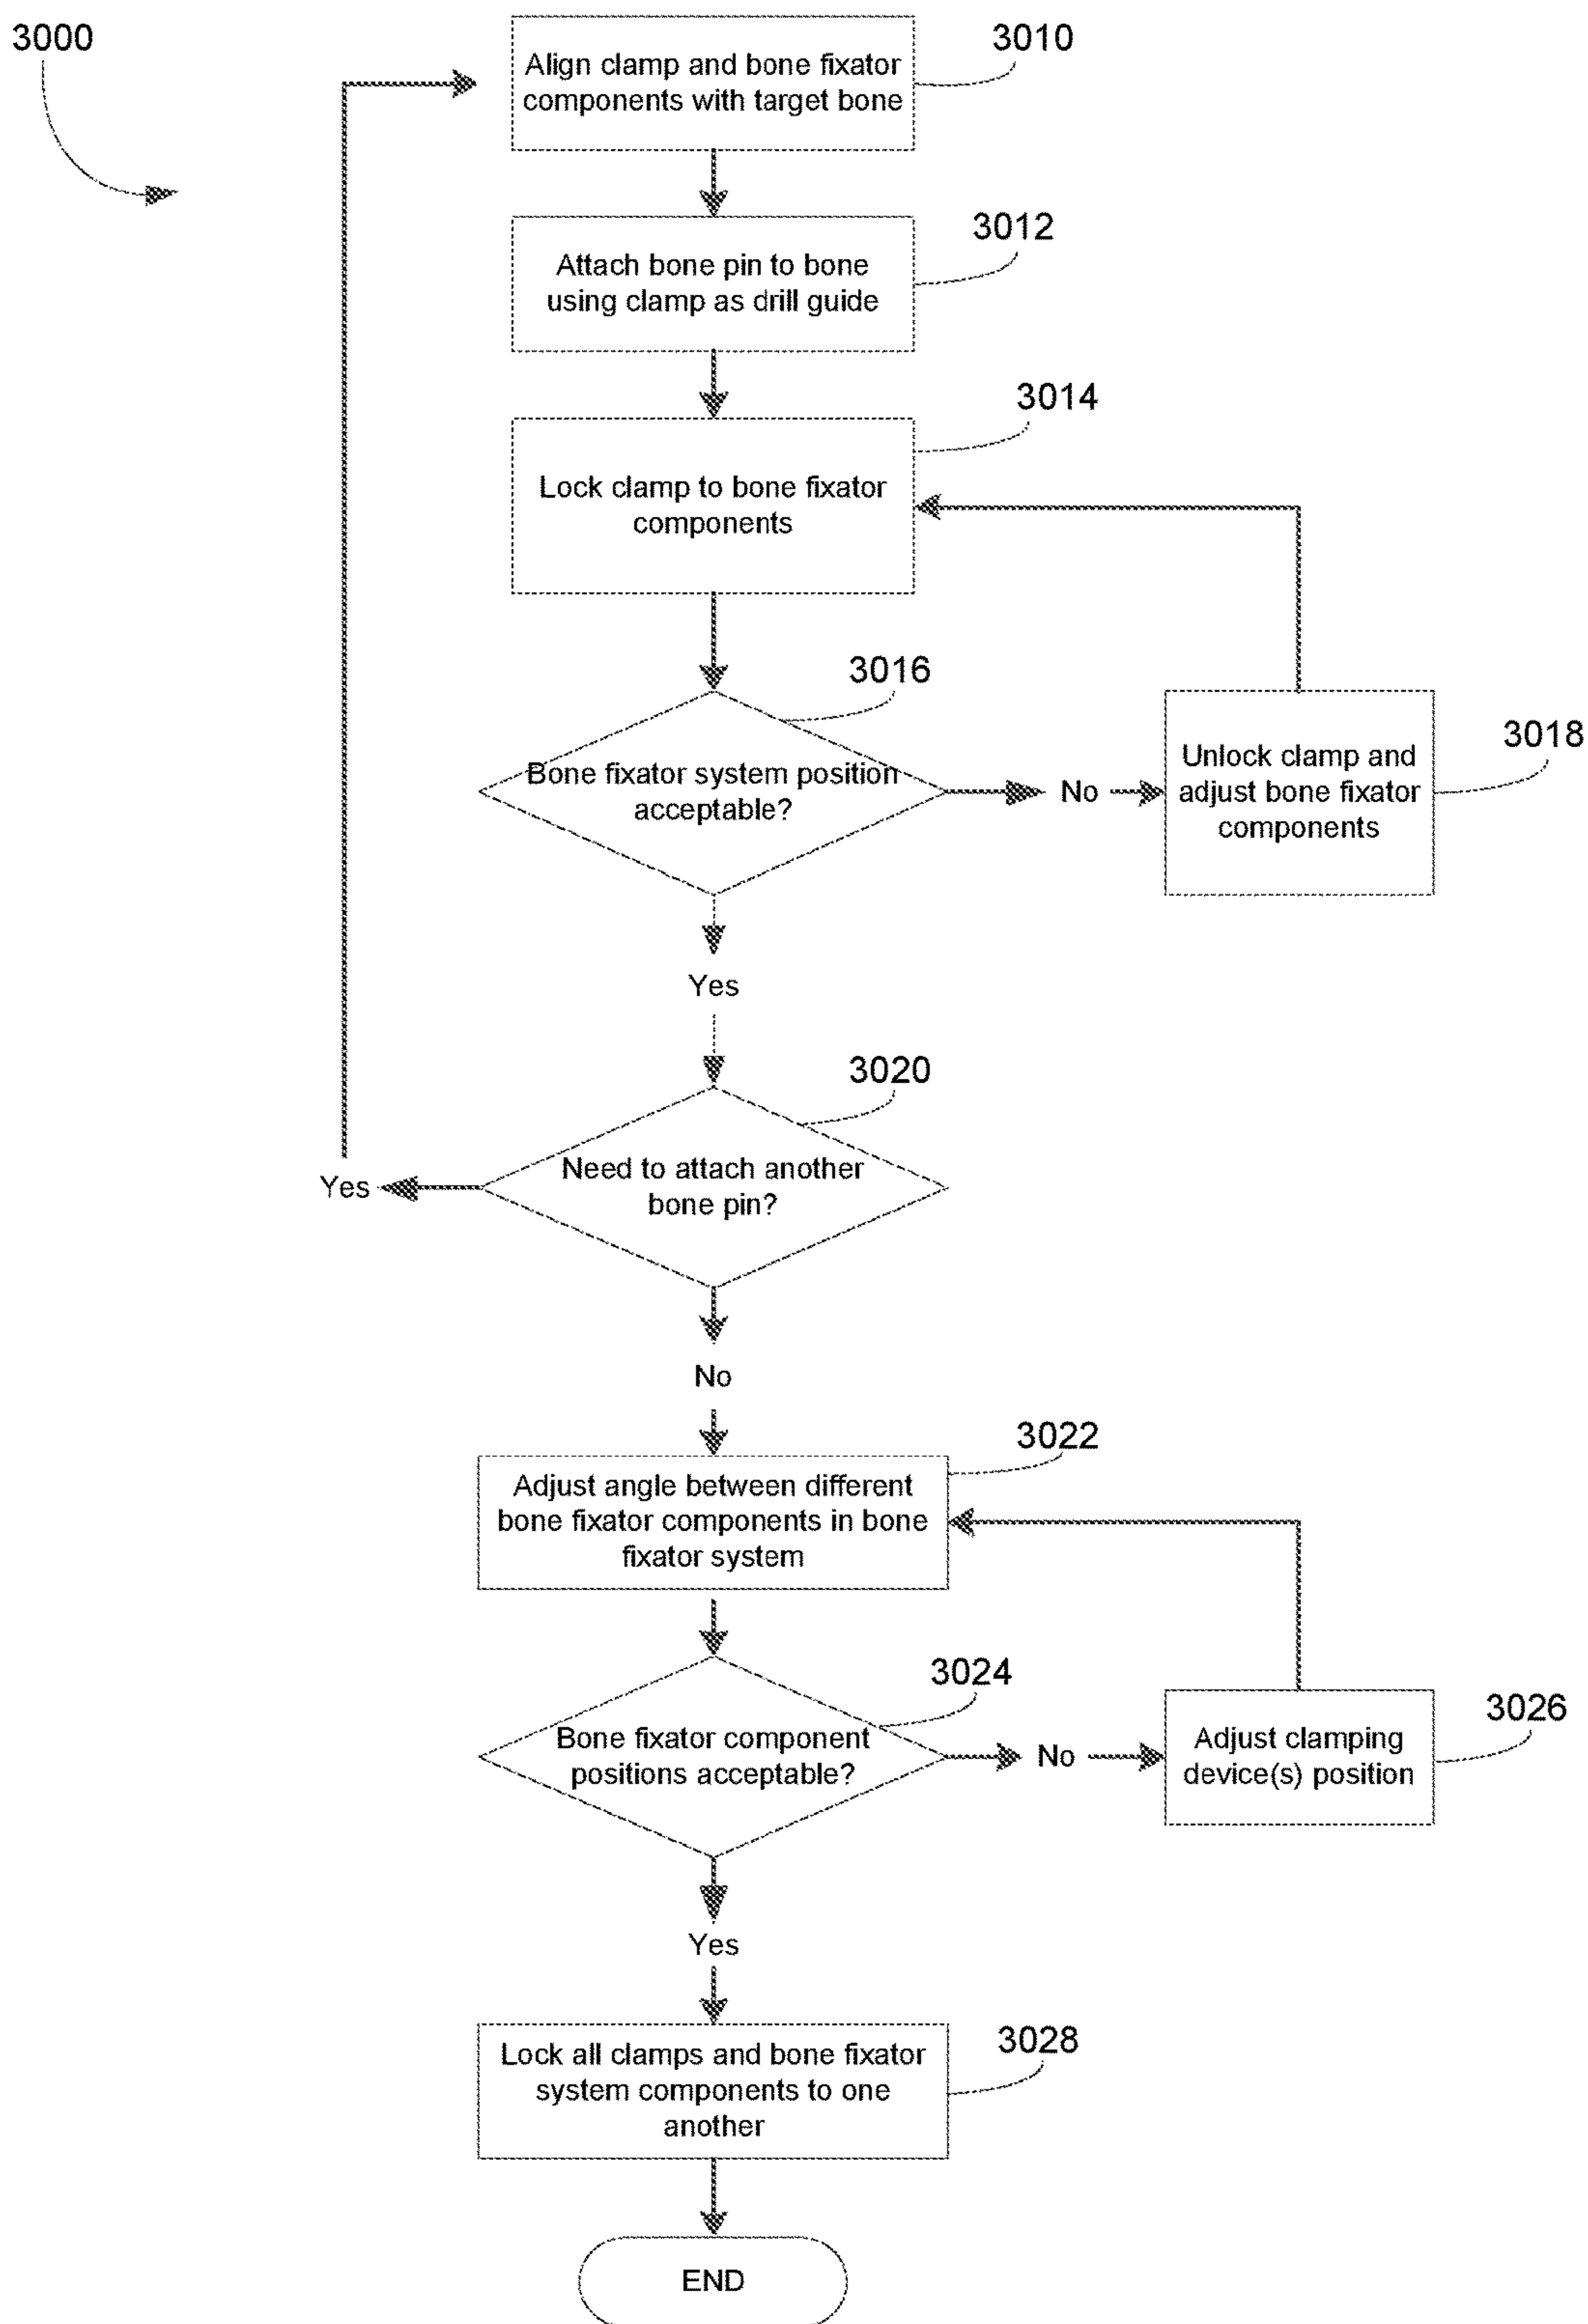 3000
3010
Align clamp and bone fixator
components with target bone
3012
Attach bone pin to bone
using clamp as drill guide
3014
Lock clamp to bone fixator
components
3016
Bone fixator system position
acceptable?
No
3018
Unlock clamp and
adjust bone fixator
components
Yes
3020
Need to attach another
bone pin?
Yes
No
3022
Adjust angle between different
bone fixator components in bone
fixator system
3024
Bone fixator component
positions acceptable?
No
3026
Adjust clamping
device(s) position
Yes
3028
Lock all clamps and bone fixator
system components to one
another
END